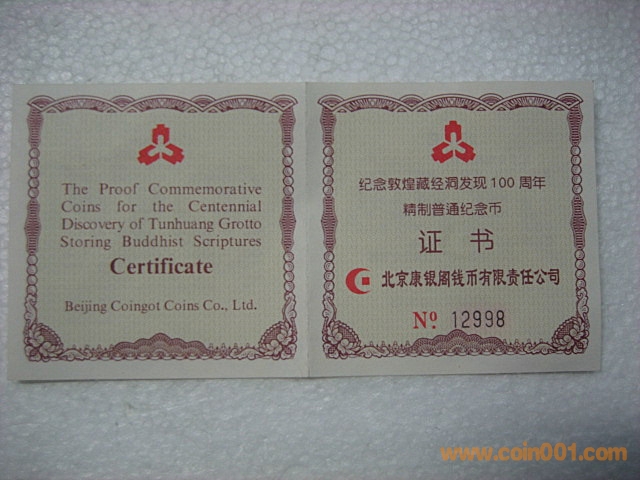 The Proof Commemorative
Coins for the Centennial
Discovery of Tunhuang Grotto
Storing Buddhist Scriptures
Certificate
Beijing Coingot Coins Co., Ltd.
纪念敦煌藏经洞发现100周年
精制普通纪念币
证 书
北京康银阁钱币有限责任公司
Nº 12998
www.coin001.com